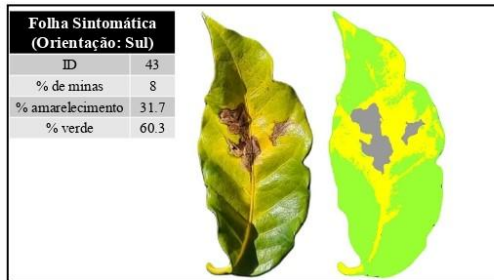 Folha Sintomática
(Orientação: Sul)
ID 43
% de minas 8
% amarelecimento 31.7
% verde 60.3